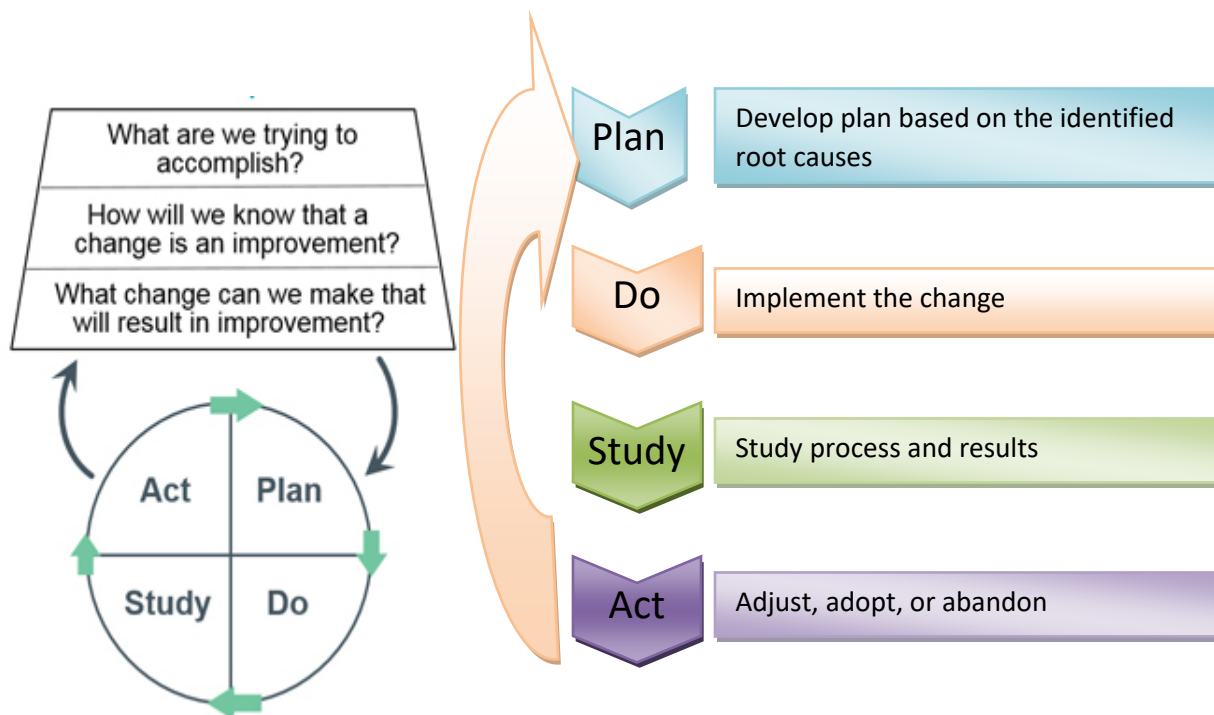 What are we trying to
accomplish?
How will we know that a
change is an improvement?
What change can we make that
will result in improvement?
Act
Plan
Study
Do
Plan
Develop plan based on the identified
root causes
Do
Implement the change
Study
Study process and results
Act
Adjust, adopt, or abandon